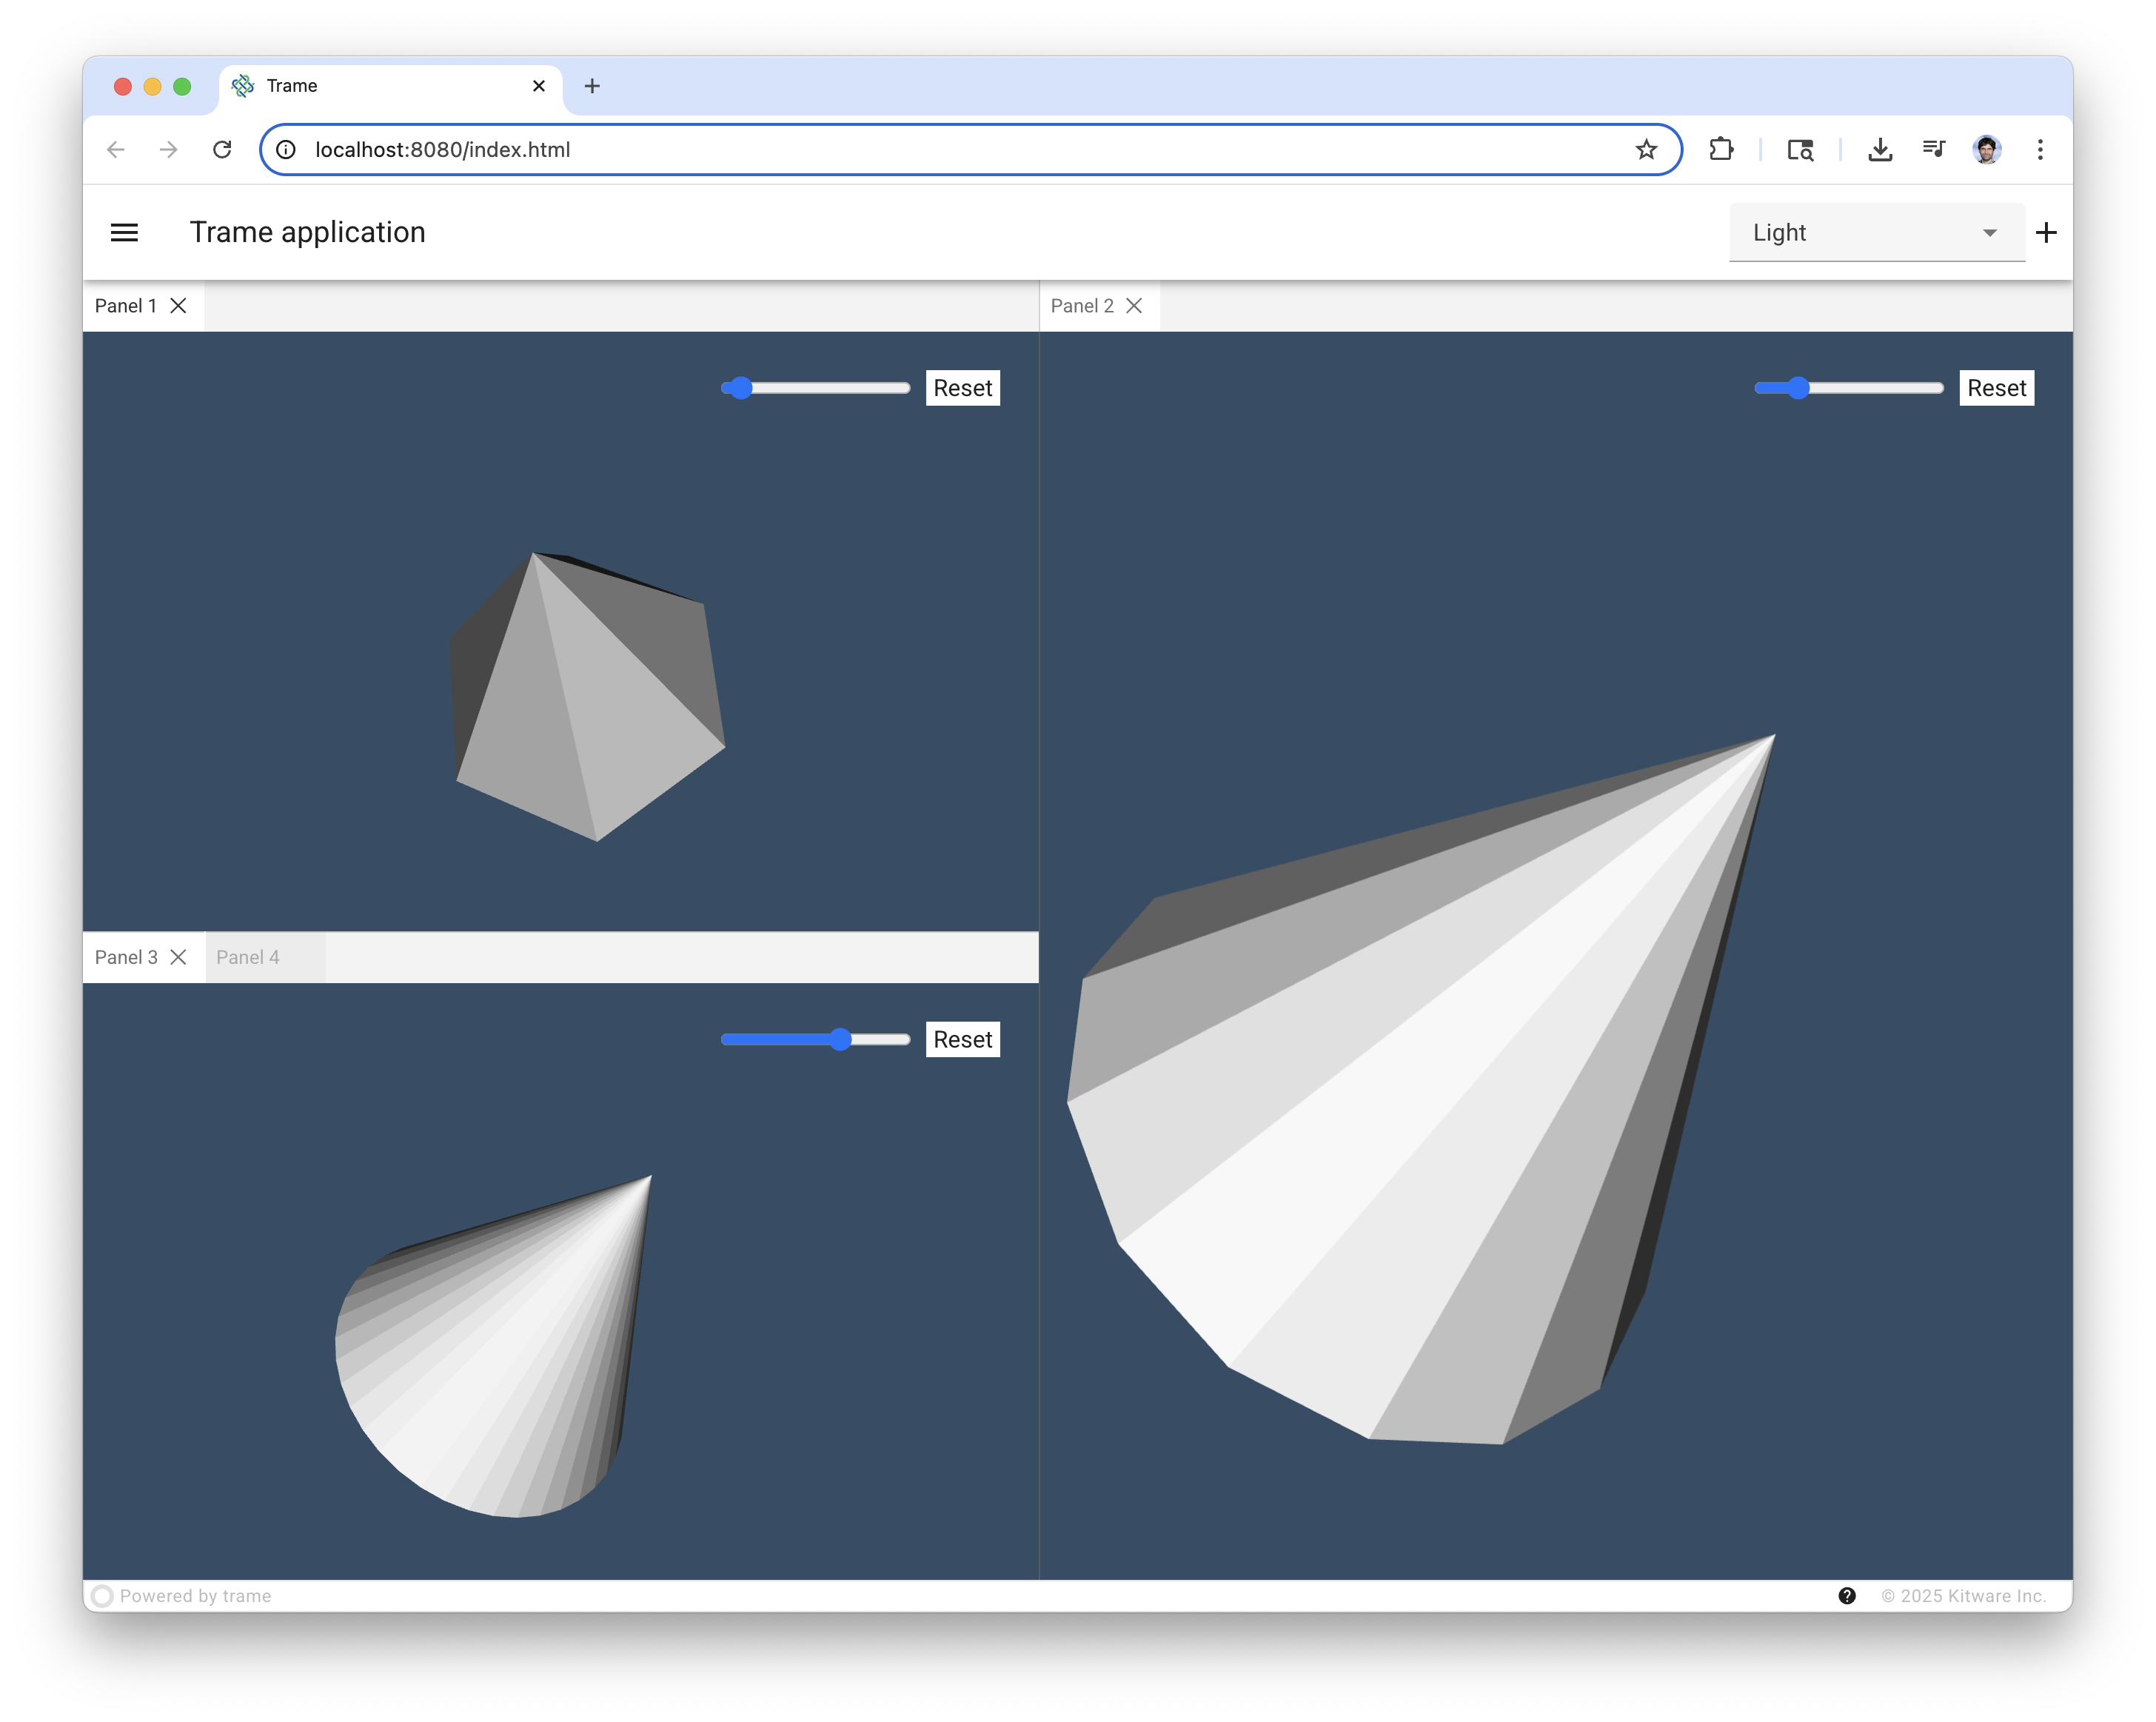 Trame
localhost:8080/index.html
Trame application
Light
Panel 1
Panel 2
Reset
Reset
Panel 3
Panel 4
Reset
Powered by trame
© 2025 Kitware Inc.